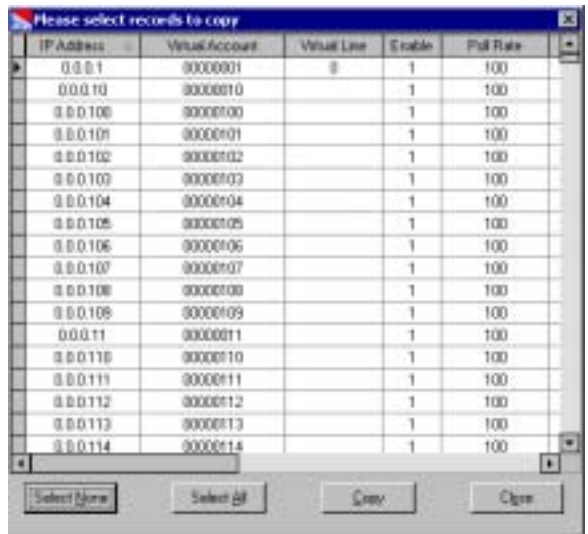 Please select records to copy
IP Address Virtual Account Virtual Line Enable Poll Rate
0.0.0.1 00000001 0 1 100
0.0.0.10 00000010 1 100
0.0.0.100 00000100 1 100
0.0.0.101 00000101 1 100
0.0.0.102 00000102 1 100
0.0.0.103 00000103 1 100
0.0.0.104 00000104 1 100
0.0.0.105 00000105 1 100
0.0.0.106 00000106 1 100
0.0.0.107 00000107 1 100
0.0.0.108 00000108 1 100
0.0.0.109 00000109 1 100
0.0.0.11 00000011 1 100
0.0.0.110 00000110 1 100
0.0.0.111 00000111 1 100
0.0.0.112 00000112 1 100
0.0.0.113 00000113 1 100
0.0.0.114 00000114 1 100
Select None Select All Copy Close